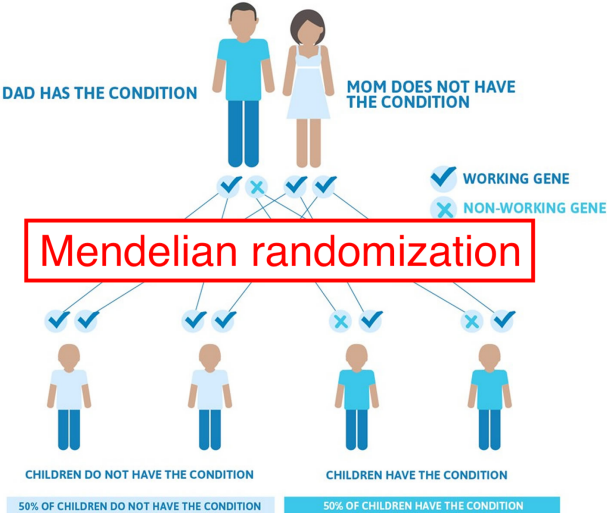 DAD HAS THE CONDITION
MOM DOES NOT HAVE
THE CONDITION
WORKING GENE
NON-WORKING GENE
Mendelian randomization
CHILDREN DO NOT HAVE THE CONDITION
CHILDREN HAVE THE CONDITION
50% OF CHILDREN DO NOT HAVE THE CONDITION
50% OF CHILDREN HAVE THE CONDITION